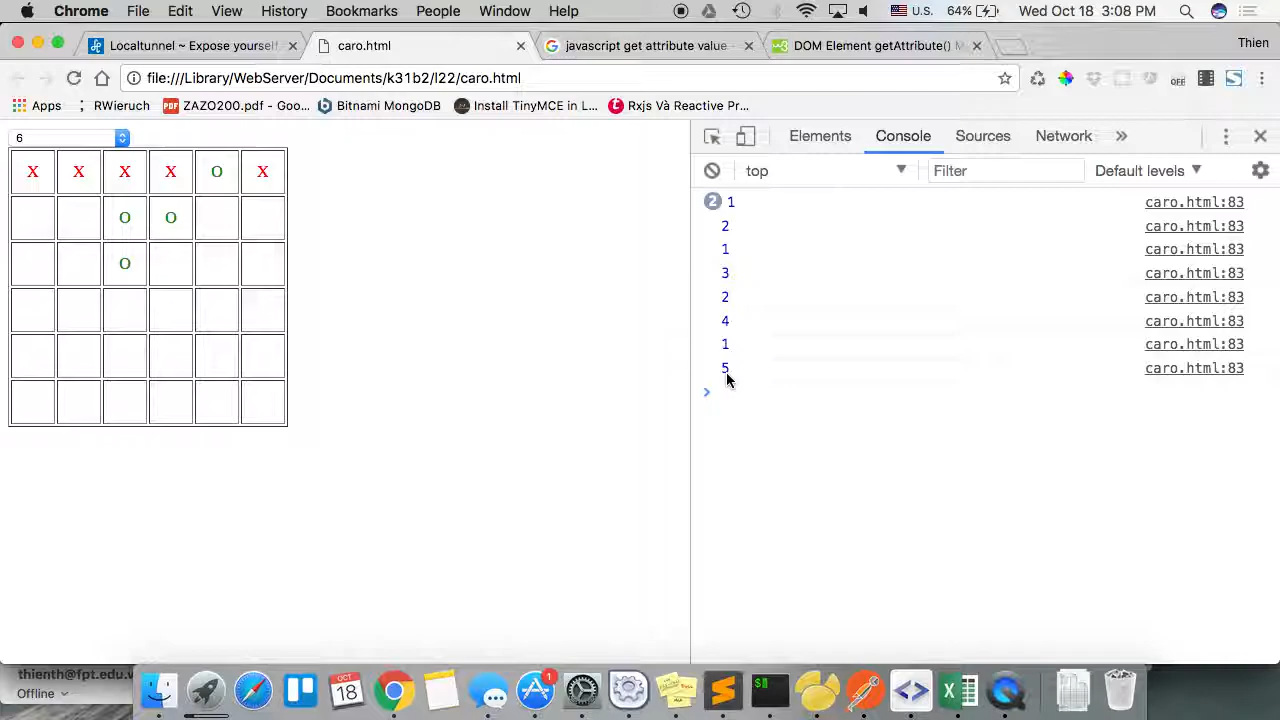 Chrome File Edit View History Bookmarks People Window Help U.S. 64% Wed Oct 18 3:08 PM
Localtunnel ~ Expose yourself caro.html javascript get attribute value - DOM Element getAttribute() M Thien
file:///Library/WebServer/Documents/k31b2/l22/caro.html OFF
Apps RWieruch ZAZO200.pdf - Goo... Bitnami MongoDB Install TinyMCE in L... Rxjs Và Reactive Pr...
6
X X X X O X
O O
O
Elements Console Sources Network
top Filter Default levels
2 1 caro.html:83
2 caro.html:83
1 caro.html:83
3 caro.html:83
2 caro.html:83
4 caro.html:83
1 caro.html:83
5 caro.html:83
thienth@fpt.edu.v
Offline
OCT
18
1
$